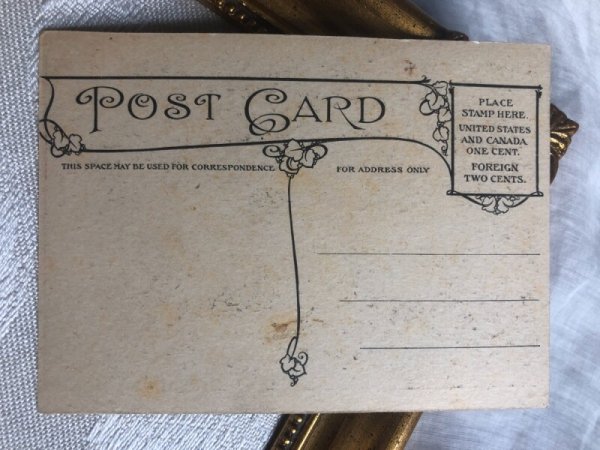 POST CARD
PLACE
STAMP HERE.
UNITED STATES
AND CANADA
ONE CENT.
FOREIGN
TWO CENTS.
THIS SPACE MAY BE USED FOR CORRESPONDENCE
FOR ADDRESS ONLY